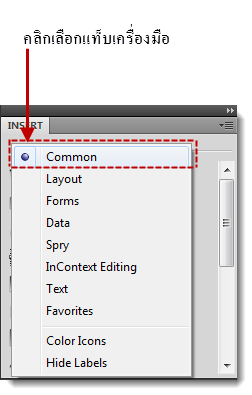 คลิกเลือกแท็บเครื่องมือ
INSERT
Common
Layout
Forms
Data
Spry
InContext Editing
Text
Favorites
Color Icons
Hide Labels